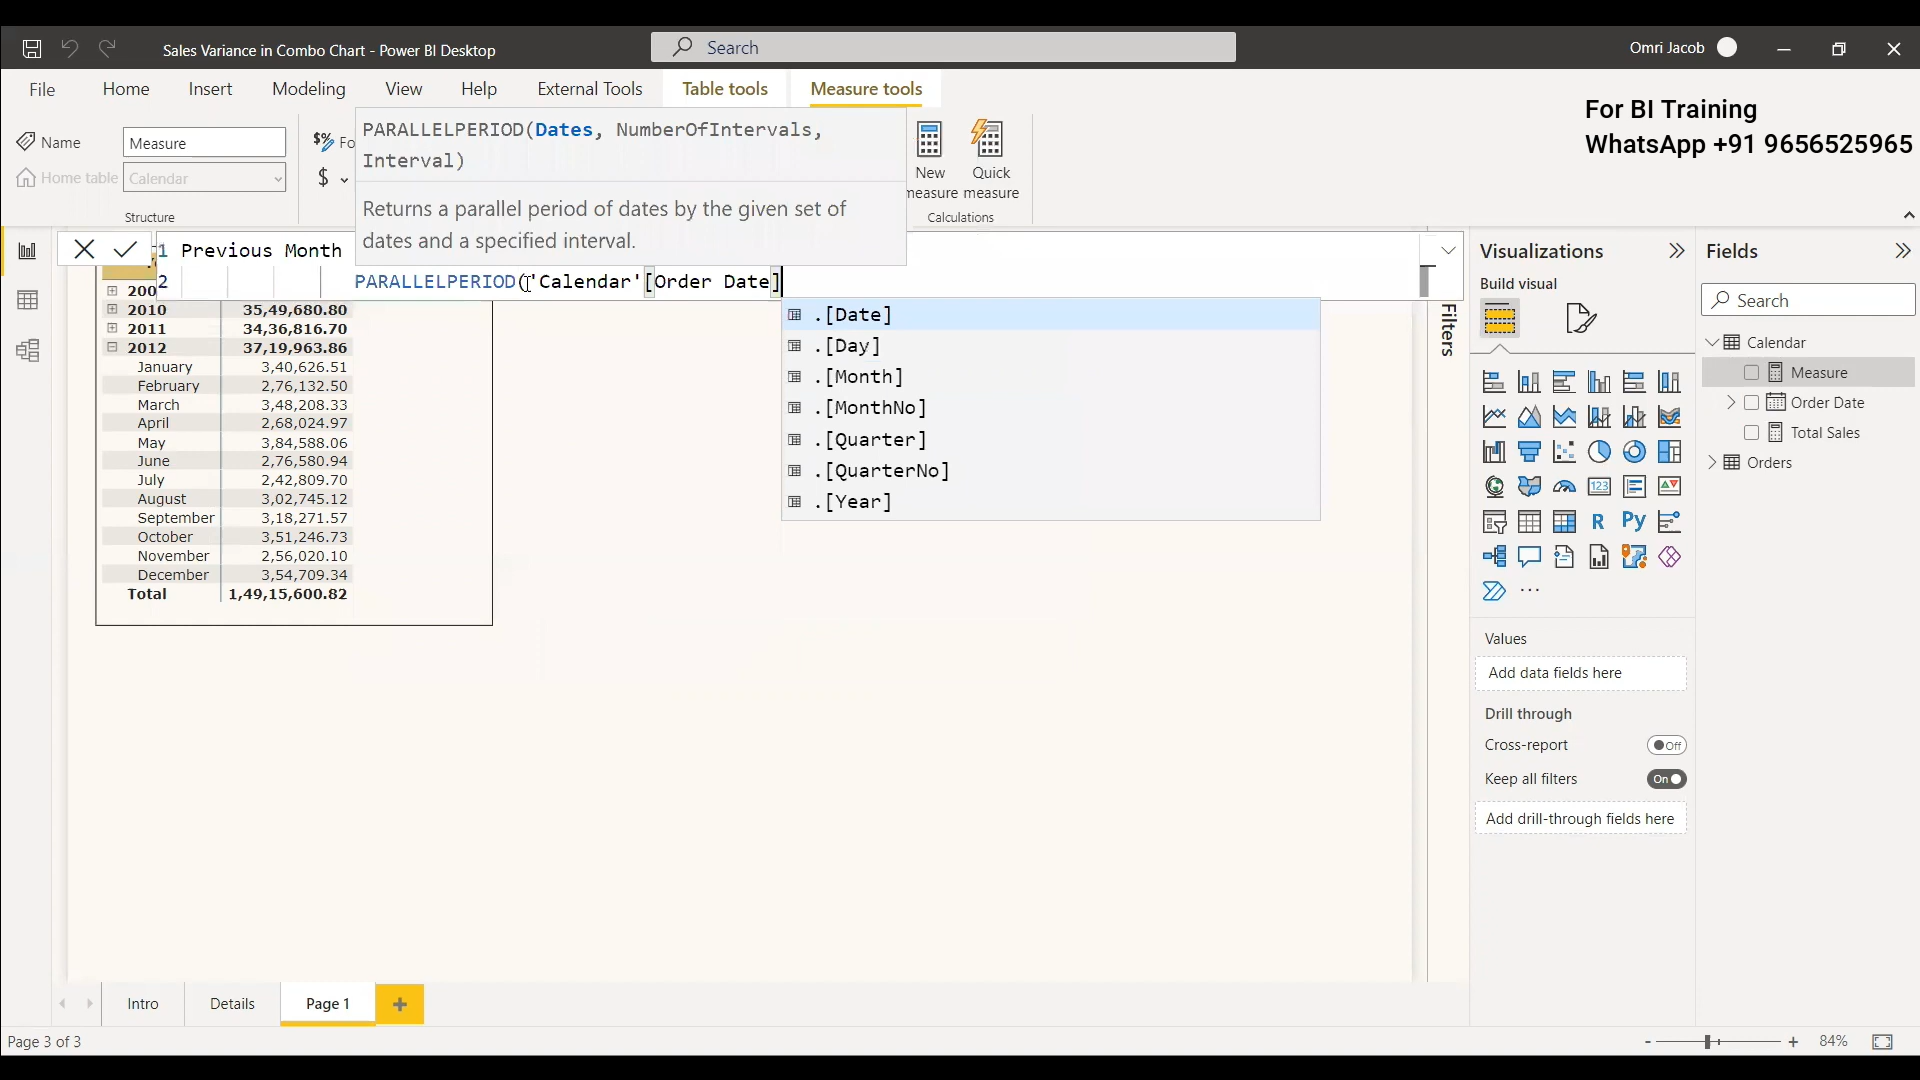 Sales Variance in Combo Chart - Power BI Desktop
Search
Omri Jacob
File
Home
Insert
Modeling
View
Help
External Tools
Table tools
Measure tools
For BI Training
WhatsApp +91 9656525965
Name
Measure
Home table
Calendar
Structure
$%
Fo
$
PARALLELPERIOD(Dates, NumberOfIntervals,
Interval)
Returns a parallel period of dates by the given set of
dates and a specified interval.
New
measure
Quick
measure
Calculations
1 Previous Month
2 PARALLELPERIOD('Calendar'[Order Date]
.[Date]
.[Day]
.[Month]
.[MonthNo]
.[Quarter]
.[QuarterNo]
.[Year]
200
2010 35,49,680.80
2011 34,36,816.70
2012 37,19,963.86
January 3,40,626.51
February 2,76,132.50
March 3,48,208.33
April 2,68,024.97
May 3,84,588.06
June 2,76,580.94
July 2,42,809.70
August 3,02,745.12
September 3,18,271.57
October 3,51,246.73
November 2,56,020.10
December 3,54,709.34
Total 1,49,15,600.82
Filters
Visualizations
Build visual
123
R
Py
...
Values
Add data fields here
Drill through
Cross-report
Off
Keep all filters
On
Add drill-through fields here
Fields
Search
Calendar
Measure
Order Date
Total Sales
Orders
Intro
Details
Page 1
+
Page 3 of 3
- + 84%